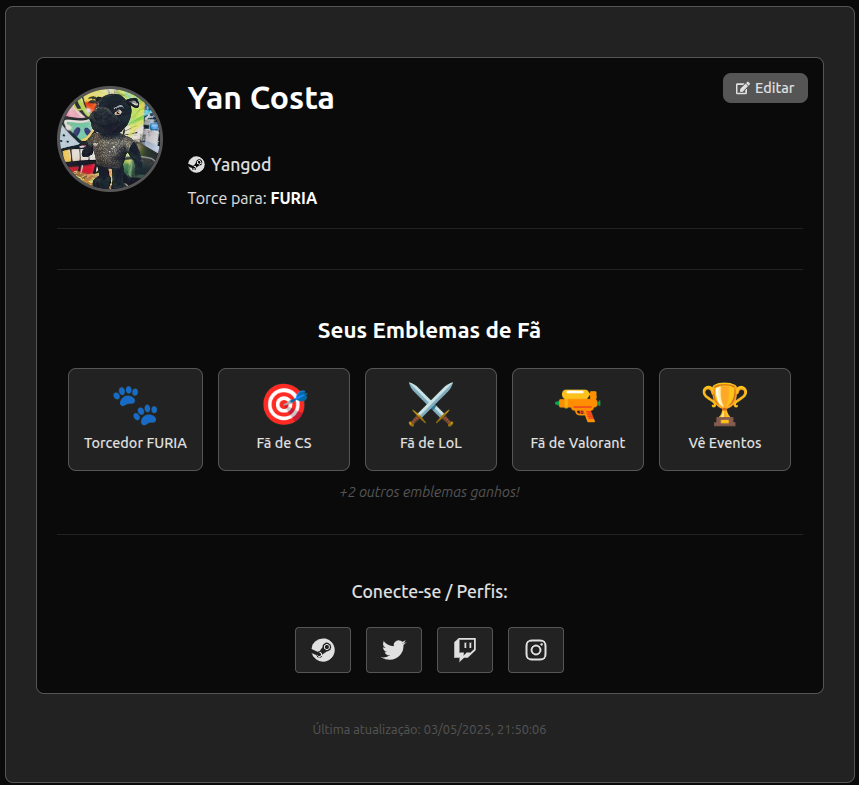 Yan Costa
Editar
Yangod
Torce para: FURIA
Seus Emblemas de Fã
Torcedor FURIA
Fã de CS
Fã de LoL
Fã de Valorant
Vê Eventos
+2 outros emblemas ganhos!
Conecte-se / Perfis:
Última atualização: 03/05/2025, 21:50:06